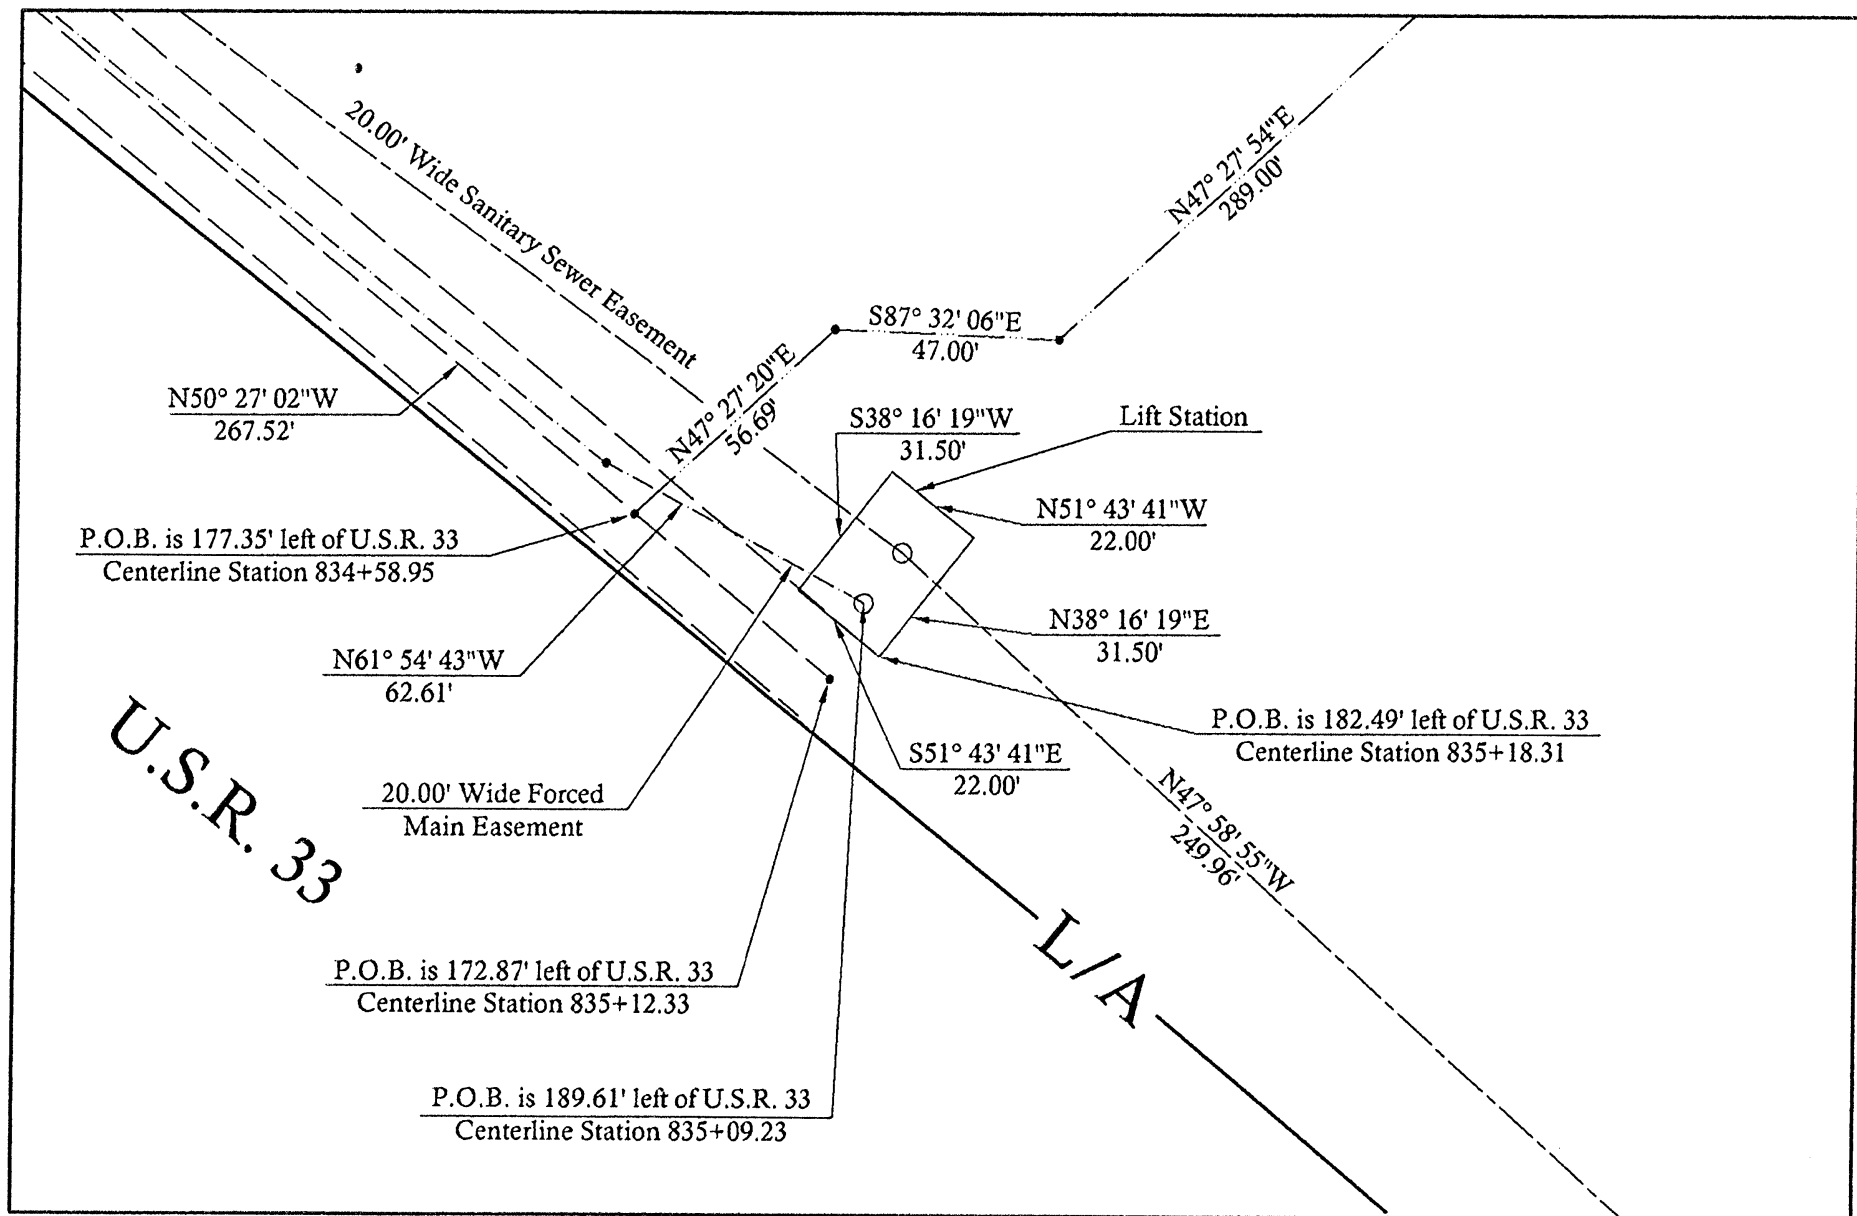 20.00' Wide Sanitary Sewer Easement
N47° 27' 54"E
289.00'
S87° 32' 06"E
47.00'
N47° 27' 20"E
56.69'
N50° 27' 02"W
267.52'
S38° 16' 19"W
31.50'
Lift Station
N51° 43' 41"W
22.00'
P.O.B. is 177.35' left of U.S.R. 33
Centerline Station 834+58.95
N38° 16' 19"E
31.50'
N61° 54' 43"W
62.61'
P.O.B. is 182.49' left of U.S.R. 33
Centerline Station 835+18.31
S51° 43' 41"E
22.00'
U.S.R. 33
20.00' Wide Forced
Main Easement
N47° 58' 55"W
249.96'
L/A
P.O.B. is 172.87' left of U.S.R. 33
Centerline Station 835+12.33
P.O.B. is 189.61' left of U.S.R. 33
Centerline Station 835+09.23